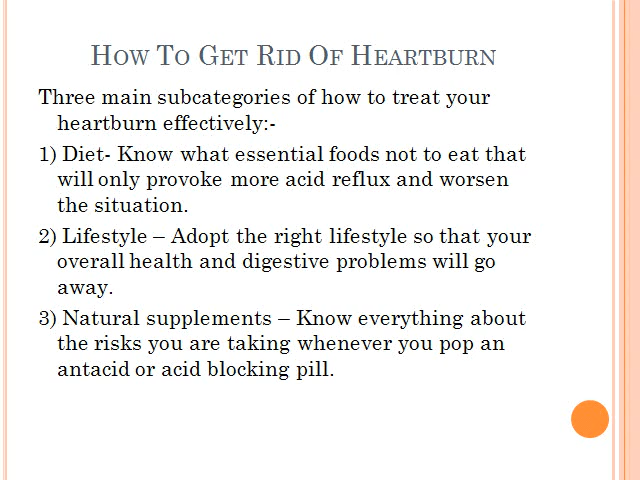 How To Get Rid Of Heartburn
Three main subcategories of how to treat your
heartburn effectively:-
1) Diet- Know what essential foods not to eat that
will only provoke more acid reflux and worsen
the situation.
2) Lifestyle – Adopt the right lifestyle so that your
overall health and digestive problems will go
away.
3) Natural supplements – Know everything about
the risks you are taking whenever you pop an
antacid or acid blocking pill.